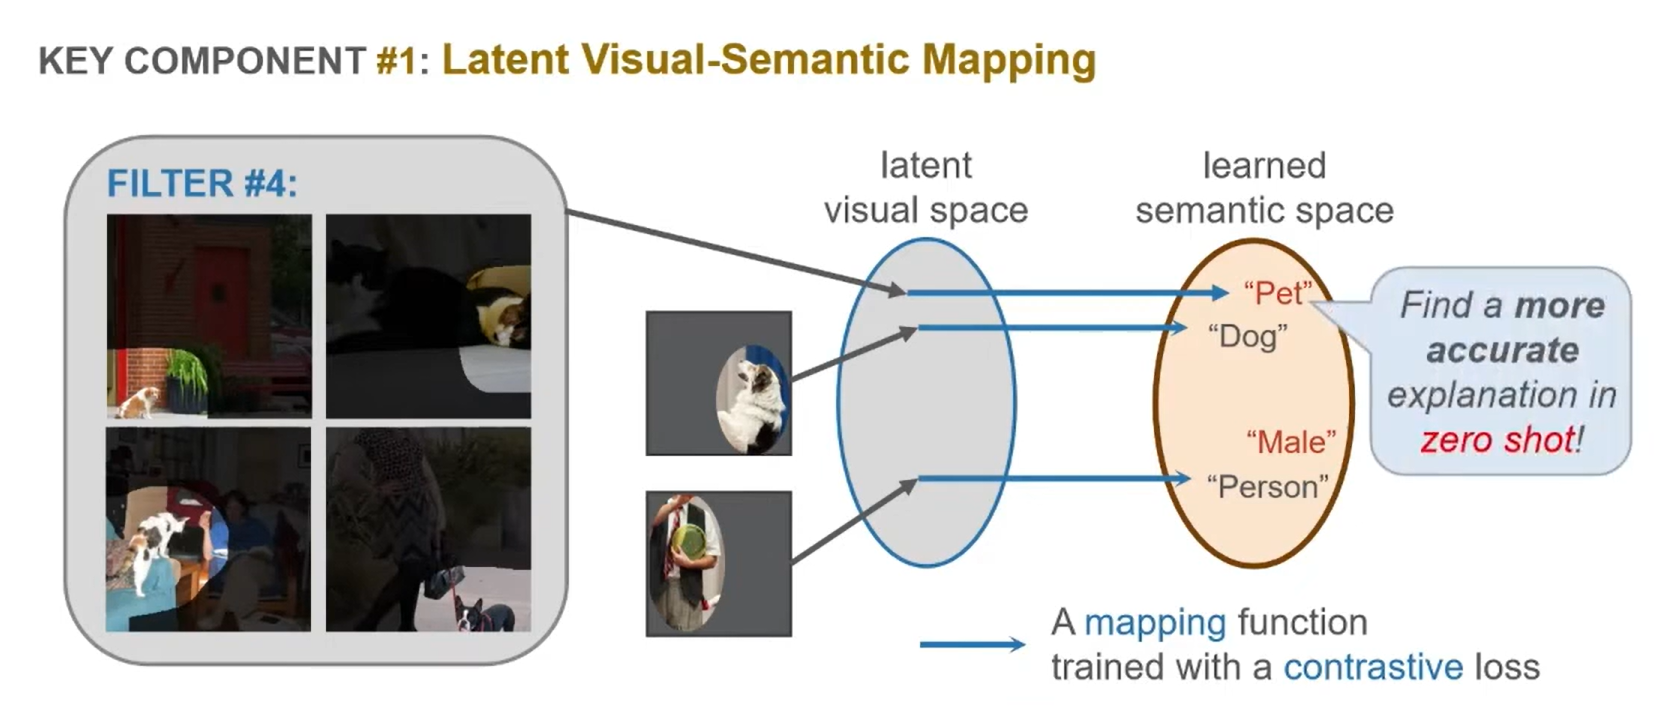 KEY COMPONENT #1: Latent Visual-Semantic Mapping
FILTER #4:
latent
visual space
learned
semantic space
“Pet”
“Dog”
“Male”
“Person”
Find a more
accurate
explanation in
zero shot!
A mapping function
trained with a contrastive loss